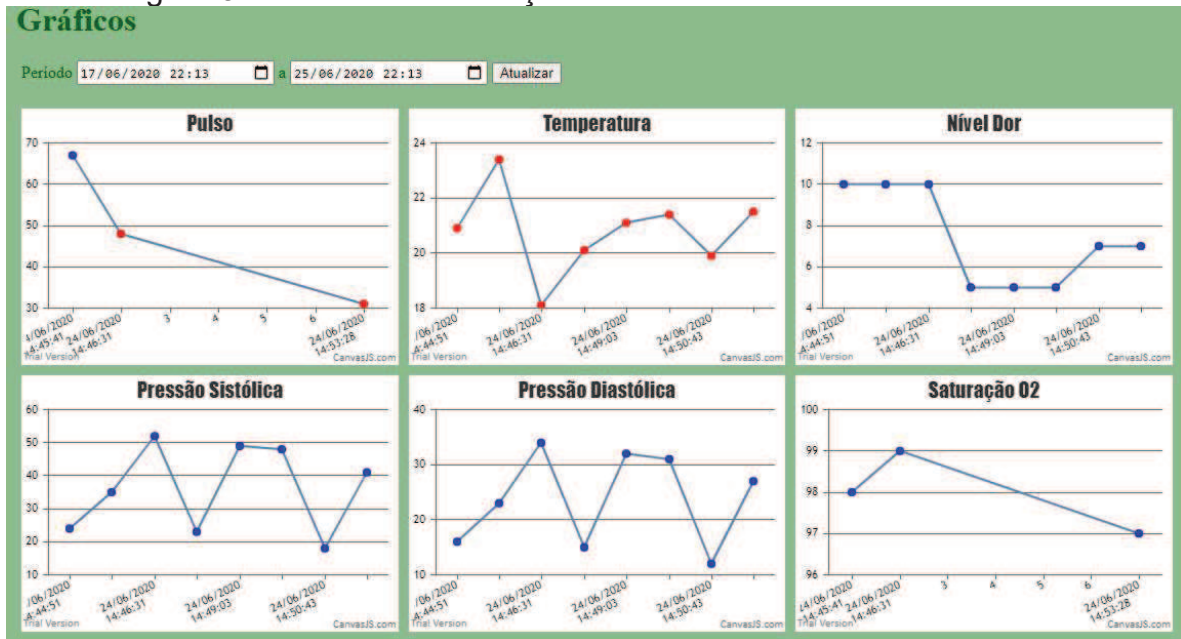 Gráficos
Periodo 17/06/2020 22:13 a 25/06/2020 22:13 Atualizar
Pulso
70
60
50
40
30
24/06/2020 14:46:31
3
4
5
6
24/06/2020 14:53:28
Trial Version
CanvasJS.com
Temperatura
24
22
20
18
24/06/2020 14:46:31
24/06/2020 14:49:03
24/06/2020 14:50:43
Trial Version
CanvasJS.com
Nível Dor
12
10
8
6
4
24/06/2020 14:46:31
24/06/2020 14:49:03
24/06/2020 14:50:43
Trial Version
CanvasJS.com
Pressão Sistólica
60
50
40
30
20
10
24/06/2020 14:46:31
24/06/2020 14:49:03
24/06/2020 14:50:43
Trial Version
CanvasJS.com
Pressão Diastólica
40
30
20
10
24/06/2020 14:46:31
24/06/2020 14:49:03
24/06/2020 14:50:43
Trial Version
CanvasJS.com
Saturação O2
100
99
98
97
96
24/06/2020 14:46:31
3
4
5
6
24/06/2020 14:53:28
Trial Version
CanvasJS.com